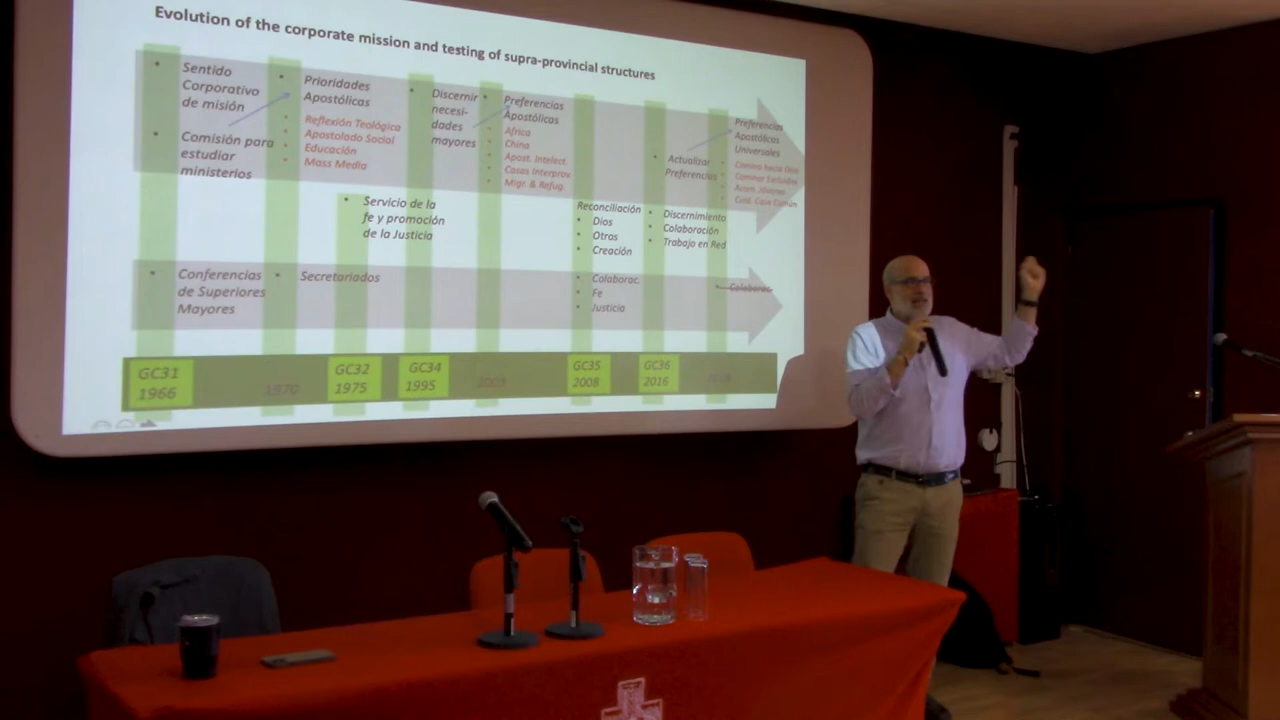 Evolution of the corporate mission and testing of supra-provincial structures
• Sentido
Corporativo
de misión
• Comisión para
estudiar
ministerios
• Prioridades
Apostólicas
• Reflexión Teológica
• Apostolado Social
• Educación
• Mass Media
• Discernir
necesi-
dades
mayores
• Preferencias
Apostólicas
• Africa
• China
• Apost. Intelect.
• Casas Interprov
• Migr. & Refug.
• Actualizar
Preferencias
Preferencias
Apostólicas
Universales
• Camino hacia Dios
• Caminar Excluidos
• Acom. Jóvenes
• Cuid. Casa Común
• Servicio de la
fe y promoción
de la Justicia
Reconciliación
• Dios
• Otros
• Creación
• Discernimiento
• Colaboración
• Trabajo en Red
• Conferencias
de Superiores
Mayores
• Secretariados
• Colaborac.
• Fe
• Justicia
• Colaborac.
GC31
1966
1970
GC32
1975
GC34
1995
2003
GC35
2008
GC36
2016